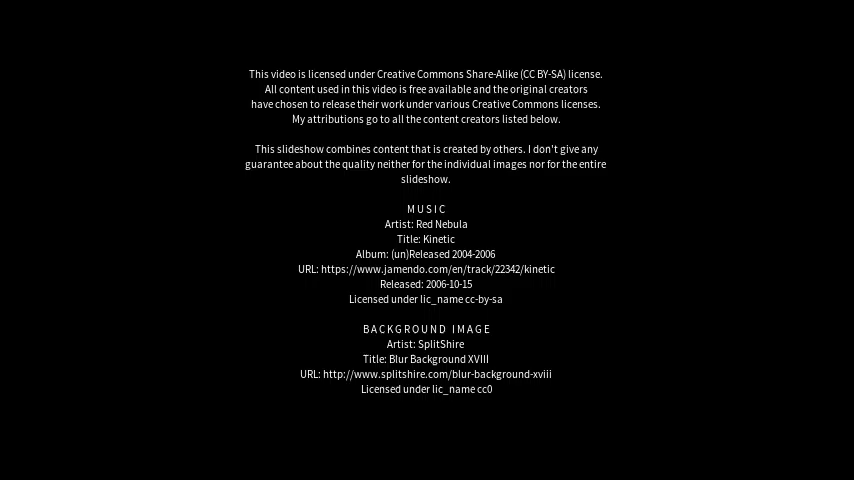 This video is licensed under Creative Commons Share-Alike (CC BY-SA) license.
All content used in this video is free available and the original creators
have chosen to release their work under various Creative Commons licenses.
My attributions go to all the content creators listed below.
This slideshow combines content that is created by others. I don't give any
guarantee about the quality neither for the individual images nor for the entire
slideshow.
MUSIC
Artist: Red Nebula
Title: Kinetic
Album: (un)Released 2004-2006
URL: https://www.jamendo.com/en/track/22342/kinetic
Released: 2006-10-15
Licensed under lic_name cc-by-sa
BACKGROUND IMAGE
Artist: SplitShire
Title: Blur Background XVIII
URL: http://www.splitshire.com/blur-background-xviii
Licensed under lic_name cc0